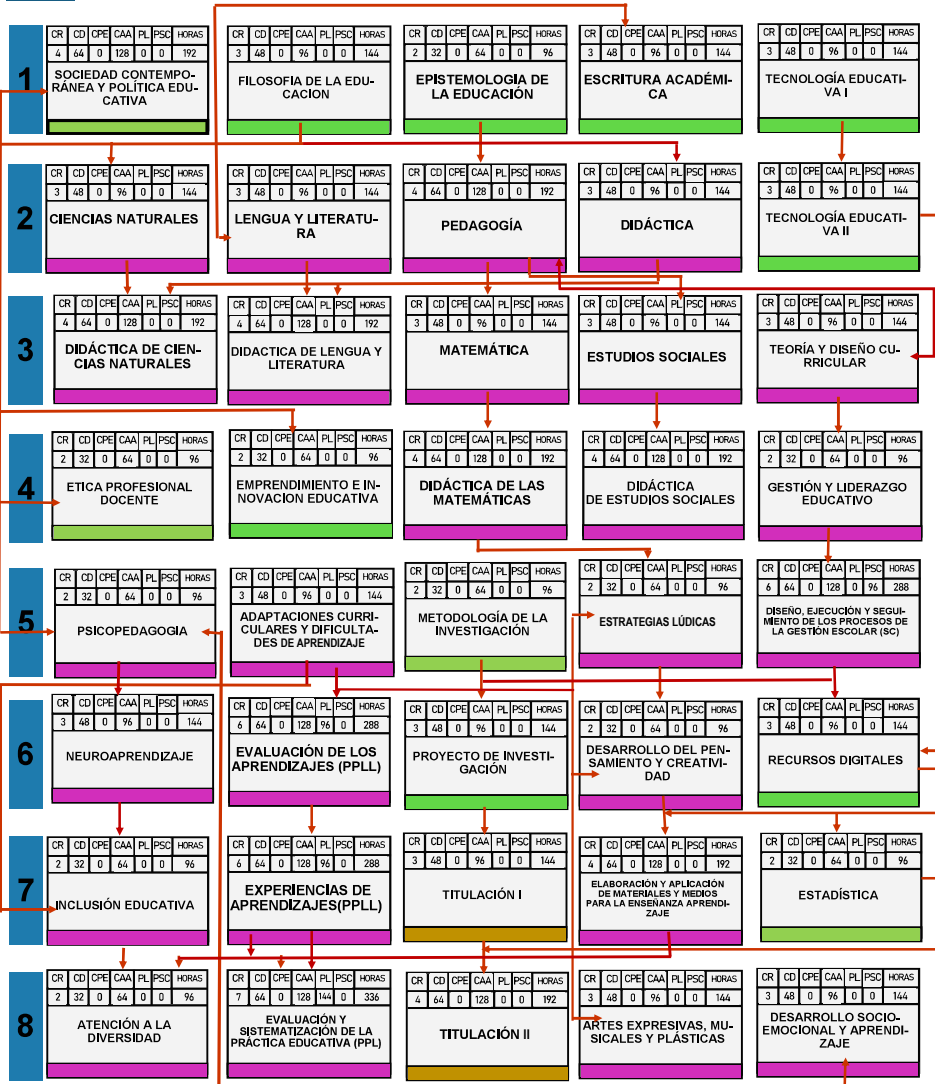 CR CD CPE CAA PL PSC HORAS
4 64 0 128 0 0 192
SOCIEDAD CONTEMPO-
RÁNEA Y POLÍTICA EDU-
CATIVA
CR CD CPE CAA PL PSC HORAS
3 48 0 96 0 0 144
FILOSOFIA DE LA EDU-
CACION
CR CD CPE CAA PL PSC HORAS
2 32 0 64 0 0 96
EPISTEMOLOGIA DE
LA EDUCACIÓN
CR CD CPE CAA PL PSC HORAS
3 48 0 96 0 0 144
ESCRITURA ACADÉMI-
CA
CR CD CPE CAA PL PSC HORAS
3 48 0 96 0 0 144
TECNOLOGÍA EDUCATI-
VA I
1
CR CD CPE CAA PL PSC HORAS
3 48 0 96 0 0 144
CIENCIAS NATURALES
CR CD CPE CAA PL PSC HORAS
3 48 0 96 0 0 144
LENGUA Y LITERATU-
RA
CR CD CPE CAA PL PSC HORAS
4 64 0 128 0 0 192
PEDAGOGÍA
CR CD CPE CAA PL PSC HORAS
3 48 0 96 0 0 144
DIDÁCTICA
CR CD CPE CAA PL PSC HORAS
3 48 0 96 0 0 144
TECNOLOGÍA EDUCATI-
VA II
2
CR CD CPE CAA PL PSC HORAS
4 64 0 128 0 0 192
DIDÁCTICA DE CIEN-
CIAS NATURALES
CR CD CPE CAA PL PSC HORAS
4 64 0 128 0 0 192
DIDACTICA DE LENGUA Y
LITERATURA
CR CD CPE CAA PL PSC HORAS
3 48 0 96 0 0 144
MATEMÁTICA
CR CD CPE CAA PL PSC HORAS
3 48 0 96 0 0 144
ESTUDIOS SOCIALES
CR CD CPE CAA PL PSC HORAS
3 48 0 96 0 0 144
TEORÍA Y DISEÑO CU-
RRICULAR
3
CR CD CPE CAA PL PSC HORAS
2 32 0 64 0 0 96
ETICA PROFESIONAL
DOCENTE
CR CD CPE CAA PL PSC HORAS
2 32 0 64 0 0 96
EMPRENDIMIENTO E IN-
NOVACION EDUCATIVA
CR CD CPE CAA PL PSC HORAS
4 64 0 128 0 0 192
DIDÁCTICA DE LAS
MATEMÁTICAS
CR CD CPE CAA PL PSC HORAS
4 64 0 128 0 0 192
DIDÁCTICA
DE ESTUDIOS SOCIALES
CR CD CPE CAA PL PSC HORAS
2 32 0 64 0 0 96
GESTIÓN Y LIDERAZGO
EDUCATIVO
4
CR CD CPE CAA PL PSC HORAS
2 32 0 64 0 0 96
PSICOPEDAGOGIA
CR CD CPE CAA PL PSC HORAS
3 48 0 96 0 0 144
ADAPTACIONES CURRI-
CULARES Y DIFICULTA-
DES DE APRENDIZAJE
CR CD CPE CAA PL PSC HORAS
2 32 0 64 0 0 96
METODOLOGÍA DE LA
INVESTIGACIÓN
CR CD CPE CAA PL PSC HORAS
2 32 0 64 0 0 96
ESTRATEGIAS LÚDICAS
CR CD CPE CAA PL PSC HORAS
6 64 0 128 0 96 288
DISEÑO, EJECUCIÓN Y SEGUI-
MIENTO DE LOS PROCESOS DE
LA GESTIÓN ESCOLAR (SC)
5
CR CD CPE CAA PL PSC HORAS
3 48 0 96 0 0 144
NEUROAPRENDIZAJE
CR CD CPE CAA PL PSC HORAS
6 64 0 128 96 0 288
EVALUACIÓN DE LOS
APRENDIZAJES (PPLL)
CR CD CPE CAA PL PSC HORAS
3 48 0 96 0 0 144
PROYECTO DE INVESTI-
GACIÓN
CR CD CPE CAA PL PSC HORAS
2 32 0 64 0 0 96
DESARROLLO DEL PEN-
SAMIENTO Y CREATIVI-
DAD
CR CD CPE CAA PL PSC HORAS
3 48 0 96 0 0 144
RECURSOS DIGITALES
6
CR CD CPE CAA PL PSC HORAS
2 32 0 64 0 0 96
INCLUSIÓN EDUCATIVA
CR CD CPE CAA PL PSC HORAS
6 64 0 128 96 0 288
EXPERIENCIAS DE
APRENDIZAJES(PPLL)
CR CD CPE CAA PL PSC HORAS
3 48 0 96 0 0 144
TITULACIÓN I
CR CD CPE CAA PL PSC HORAS
4 64 0 128 0 0 192
ELABORACIÓN Y APLICACIÓN
DE MATERIALES Y MEDIOS
PARA LA ENSEÑANZA APRENDI-
ZAJE
CR CD CPE CAA PL PSC HORAS
2 32 0 64 0 0 96
ESTADÍSTICA
7
CR CD CPE CAA PL PSC HORAS
2 32 0 64 0 0 96
ATENCIÓN A LA
DIVERSIDAD
CR CD CPE CAA PL PSC HORAS
7 64 0 128 144 0 336
EVALUACIÓN Y
SISTEMATIZACIÓN DE LA
PRÁCTICA EDUCATIVA (PPL)
CR CD CPE CAA PL PSC HORAS
4 64 0 128 0 0 192
TITULACIÓN II
CR CD CPE CAA PL PSC HORAS
3 48 0 96 0 0 144
ARTES EXPRESIVAS, MU-
SICALES Y PLÁSTICAS
CR CD CPE CAA PL PSC HORAS
3 48 0 96 0 0 144
DESARROLLO SOCIO-
EMOCIONAL Y APRENDI-
ZAJE
8